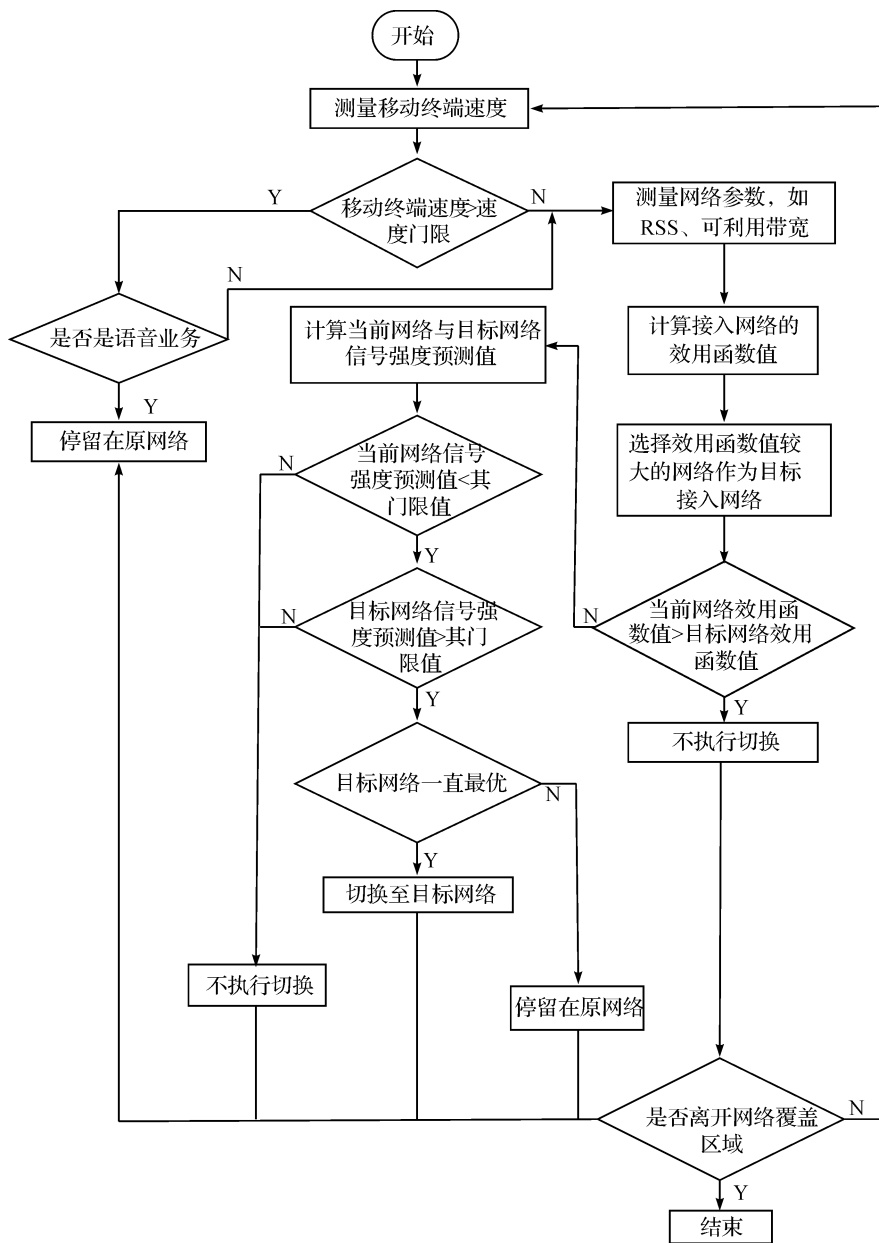 开始
测量移动终端速度
Y
移动终端速度>速
度门限
N
测量网络参数，如
RSS、可利用带宽
是否是语音业务
N
计算当前网络与目标网络
信号强度预测值
计算接入网络的
效用函数值
Y
停留在原网络
N
当前网络信号
强度预测值<其
门限值
选择效用函数值较
大的网络作为目标
接入网络
Y
N
目标网络信号强
度预测值>其门
限值
N
当前网络效用函
数值>目标网络效用
函数值
Y
Y
不执行切换
目标网络一直最优
N
Y
切换至目标网络
不执行切换
停留在原网络
是否离开网络覆盖
区域
N
Y
结束